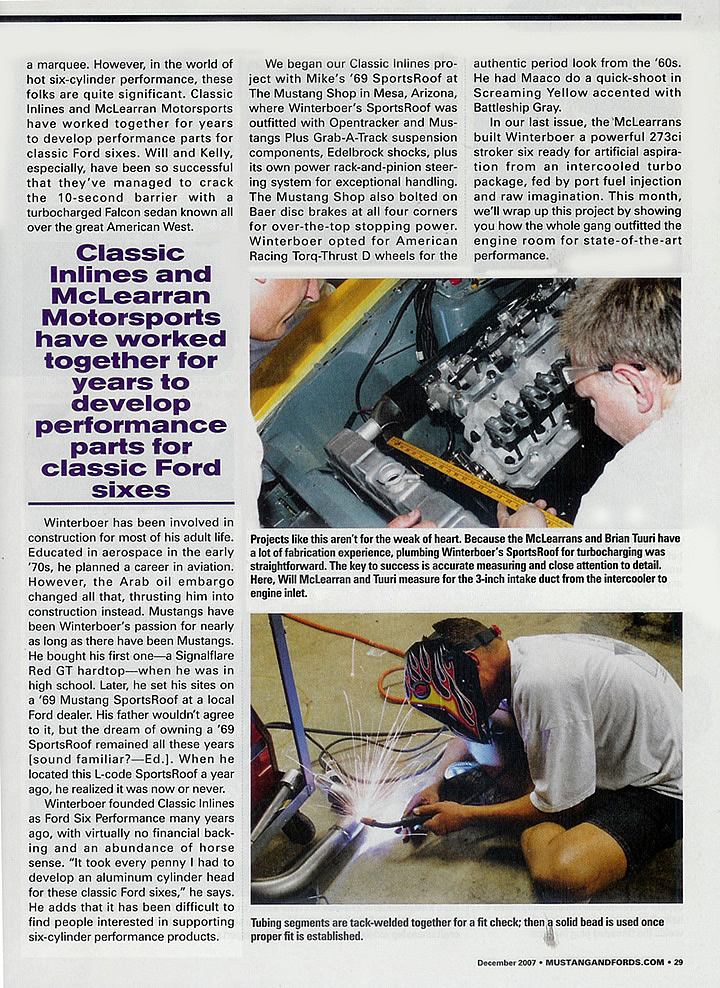 a marquee. However, in the world of
hot six-cylinder performance, these
folks are quite significant. Classic
Inlines and McLearran Motorsports
have worked together for years
to develop performance parts for
classic Ford sixes. Will and Kelly,
especially, have been so successful
that they've managed to crack
the 10-second barrier with a
turbocharged Falcon sedan known all
over the great American West.
Classic
Inlines and
McLearran
Motorsports
have worked
together for
years to
develop
performance
parts for
classic Ford
sixes
Winterboer has been involved in
construction for most of his adult life.
Educated in aerospace in the early
'70s, he planned a career in aviation.
However, the Arab oil embargo
changed all that, thrusting him into
construction instead. Mustangs have
been Winterboer's passion for nearly
as long as there have been Mustangs.
He bought his first one—a Signalflare
Red GT hardtop—when he was in
high school. Later, he set his sites on
a '69 Mustang SportsRoof at a local
Ford dealer. His father wouldn't agree
to it, but the dream of owning a '69
SportsRoof remained all these years
[sound familiar?—Ed.]. When he
located this L-code SportsRoof a year
ago, he realized it was now or never.
Winterboer founded Classic Inlines
as Ford Six Performance many years
ago, with virtually no financial back-
ing and an abundance of horse
sense. "It took every penny I had to
develop an aluminum cylinder head
for these classic Ford sixes," he says.
He adds that it has been difficult to
find people interested in supporting
six-cylinder performance products.
We began our Classic Inlines pro-
ject with Mike's '69 SportsRoof at
The Mustang Shop in Mesa, Arizona,
where Winterboer's SportsRoof was
outfitted with Opentracker and Mus-
tangs Plus Grab-A-Track suspension
components, Edelbrock shocks, plus
its own power rack-and-pinion steer-
ing system for exceptional handling.
The Mustang Shop also bolted on
Baer disc brakes at all four corners
for over-the-top stopping power.
Winterboer opted for American
Racing Torq-Thrust D wheels for the
authentic period look from the '60s.
He had Maaco do a quick-shoot in
Screaming Yellow accented with
Battleship Gray.
In our last issue, the McLearrans
built Winterboer a powerful 273ci
stroker six ready for artificial aspira-
tion from an intercooled turbo
package, fed by port fuel injection
and raw imagination. This month,
we'll wrap up this project by showing
you how the whole gang outfitted the
engine room for state-of-the-art
performance.
Projects like this aren't for the weak of heart. Because the McLearrans and Brian Tuuri have
a lot of fabrication experience, plumbing Winterboer's SportsRoof for turbocharging was
straightforward. The key to success is accurate measuring and close attention to detail.
Here, Will McLearran and Tuuri measure for the 3-inch intake duct from the intercooler to
engine inlet.
Tubing segments are tack-welded together for a fit check; then a solid bead is used once
proper fit is established.
December 2007 • MUSTANGANDFORDS.COM • 29